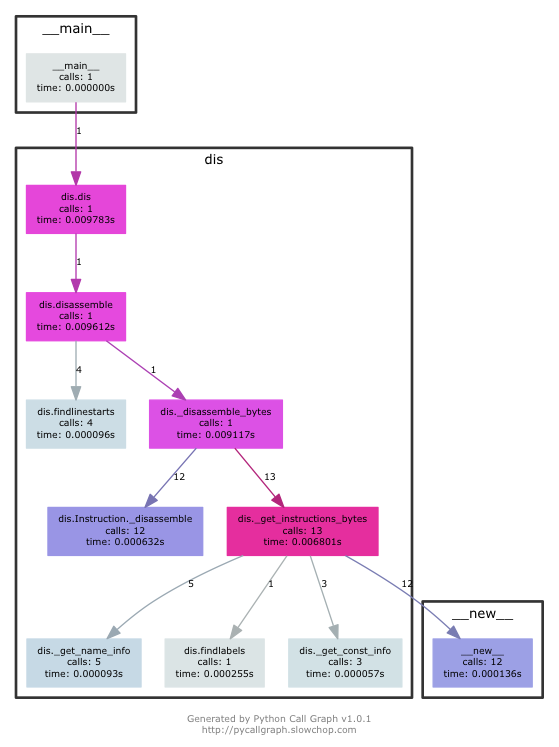 __main__
__main__
calls: 1
time: 0.000000s
1
dis
dis.dis
calls: 1
time: 0.009783s
1
dis.disassemble
calls: 1
time: 0.009612s
4
1
dis.findlinestarts
calls: 4
time: 0.000096s
dis._disassemble_bytes
calls: 1
time: 0.009117s
12
13
dis.Instruction._disassemble
calls: 12
time: 0.000632s
dis._get_instructions_bytes
calls: 13
time: 0.006801s
5
1
3
12
__new__
dis._get_name_info
calls: 5
time: 0.000093s
dis.findlabels
calls: 1
time: 0.000255s
dis._get_const_info
calls: 3
time: 0.000057s
__new__
calls: 12
time: 0.000136s
Generated by Python Call Graph v1.0.1
http://pycallgraph.slowchop.com